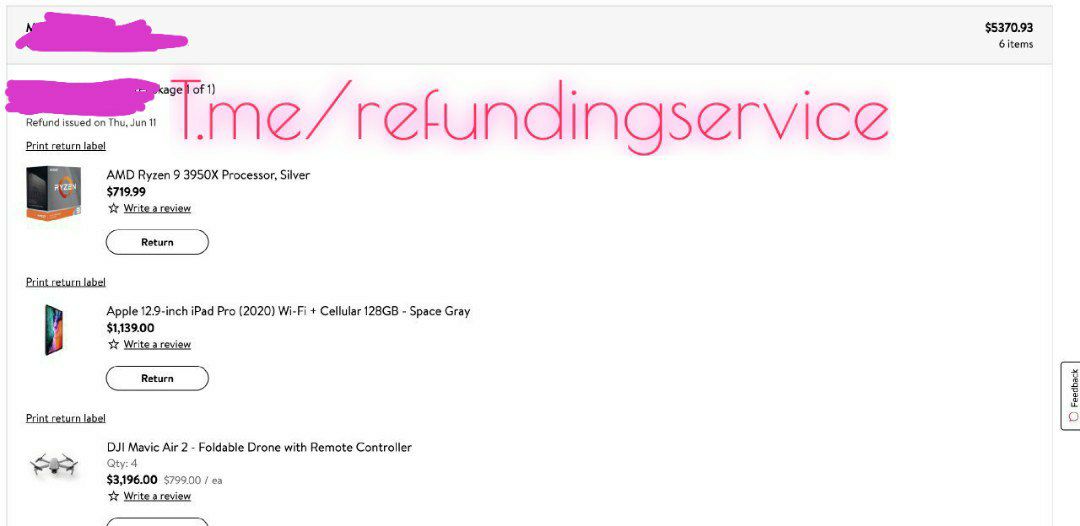 $5370.93
6 items
kage 1 of 1)
T.me/refundingservice
Refund issued on Thu, Jun 11
Print return label
RYZEN
AMD Ryzen 9 3950X Processor, Silver
$719.99
Write a review
Return
Print return label
Apple 12.9-inch iPad Pro (2020) Wi-Fi + Cellular 128GB - Space Gray
$1,139.00
Write a review
Return
Feedback
Print return label
DJI Mavic Air 2 - Foldable Drone with Remote Controller
Qty: 4
$3,196.00 $799.00 / ea
Write a review